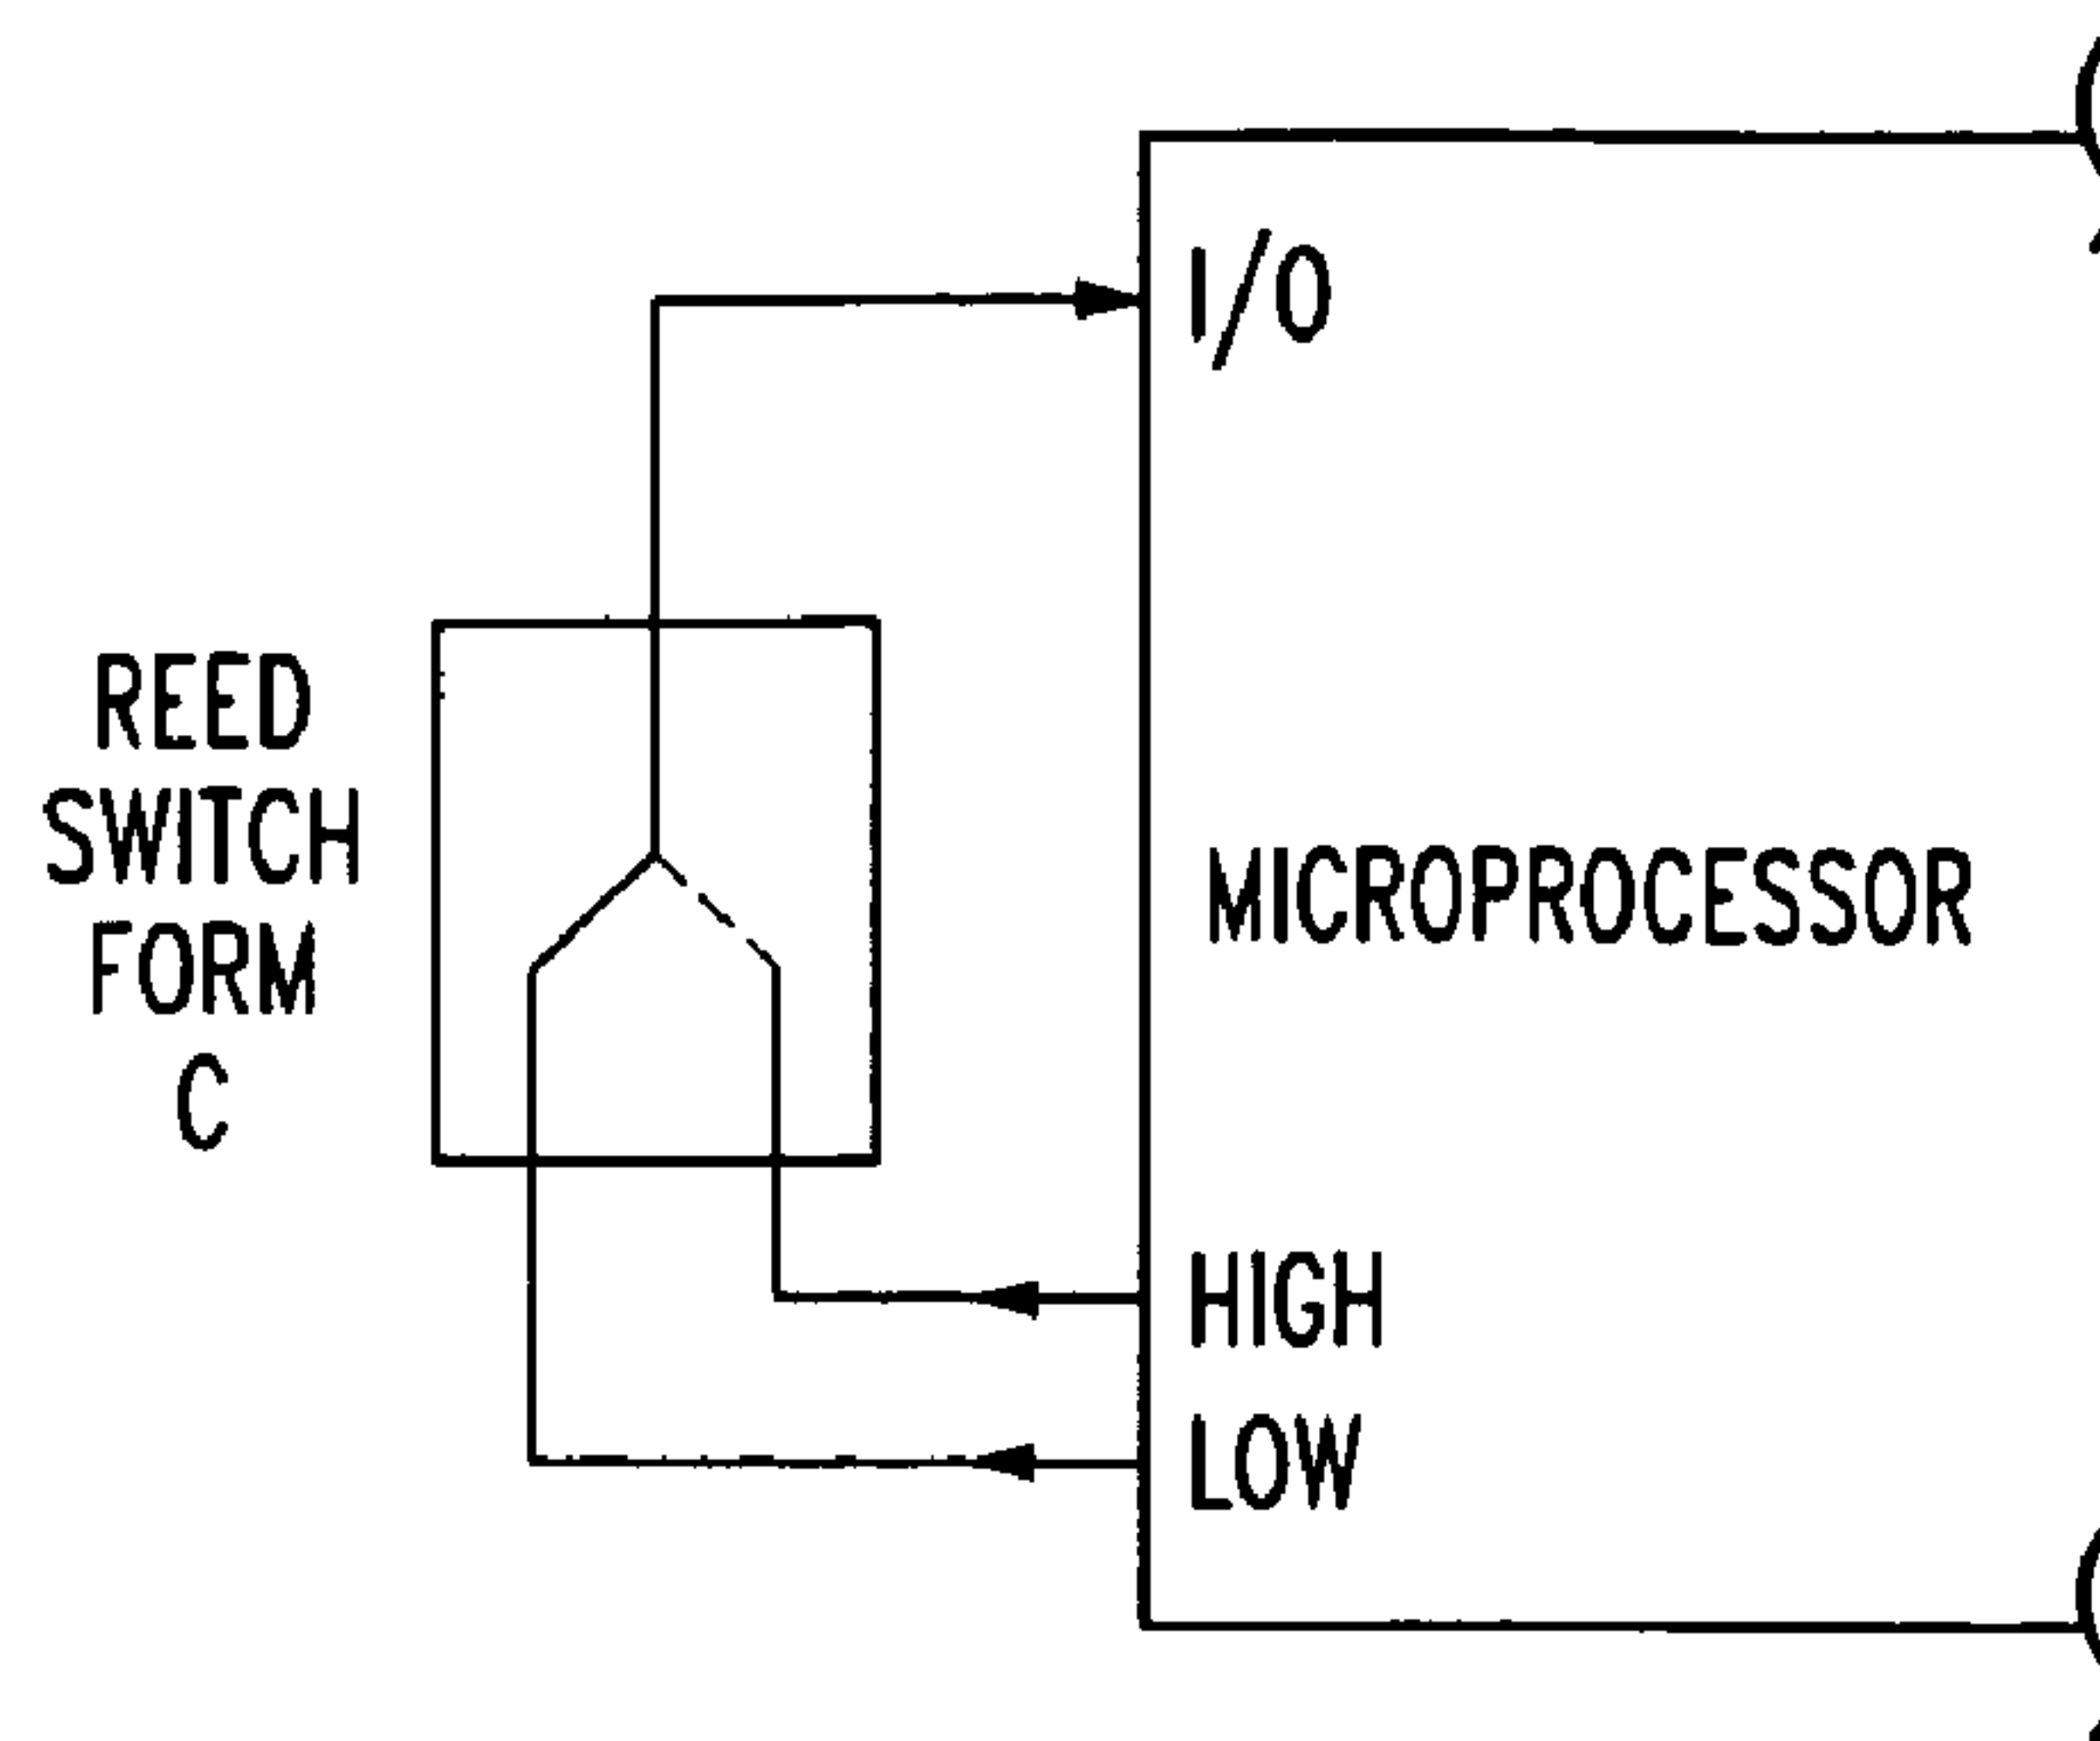 I/O
REED
SWITCH
FORM
C
MICROPROCESSOR
HIGH
LOW